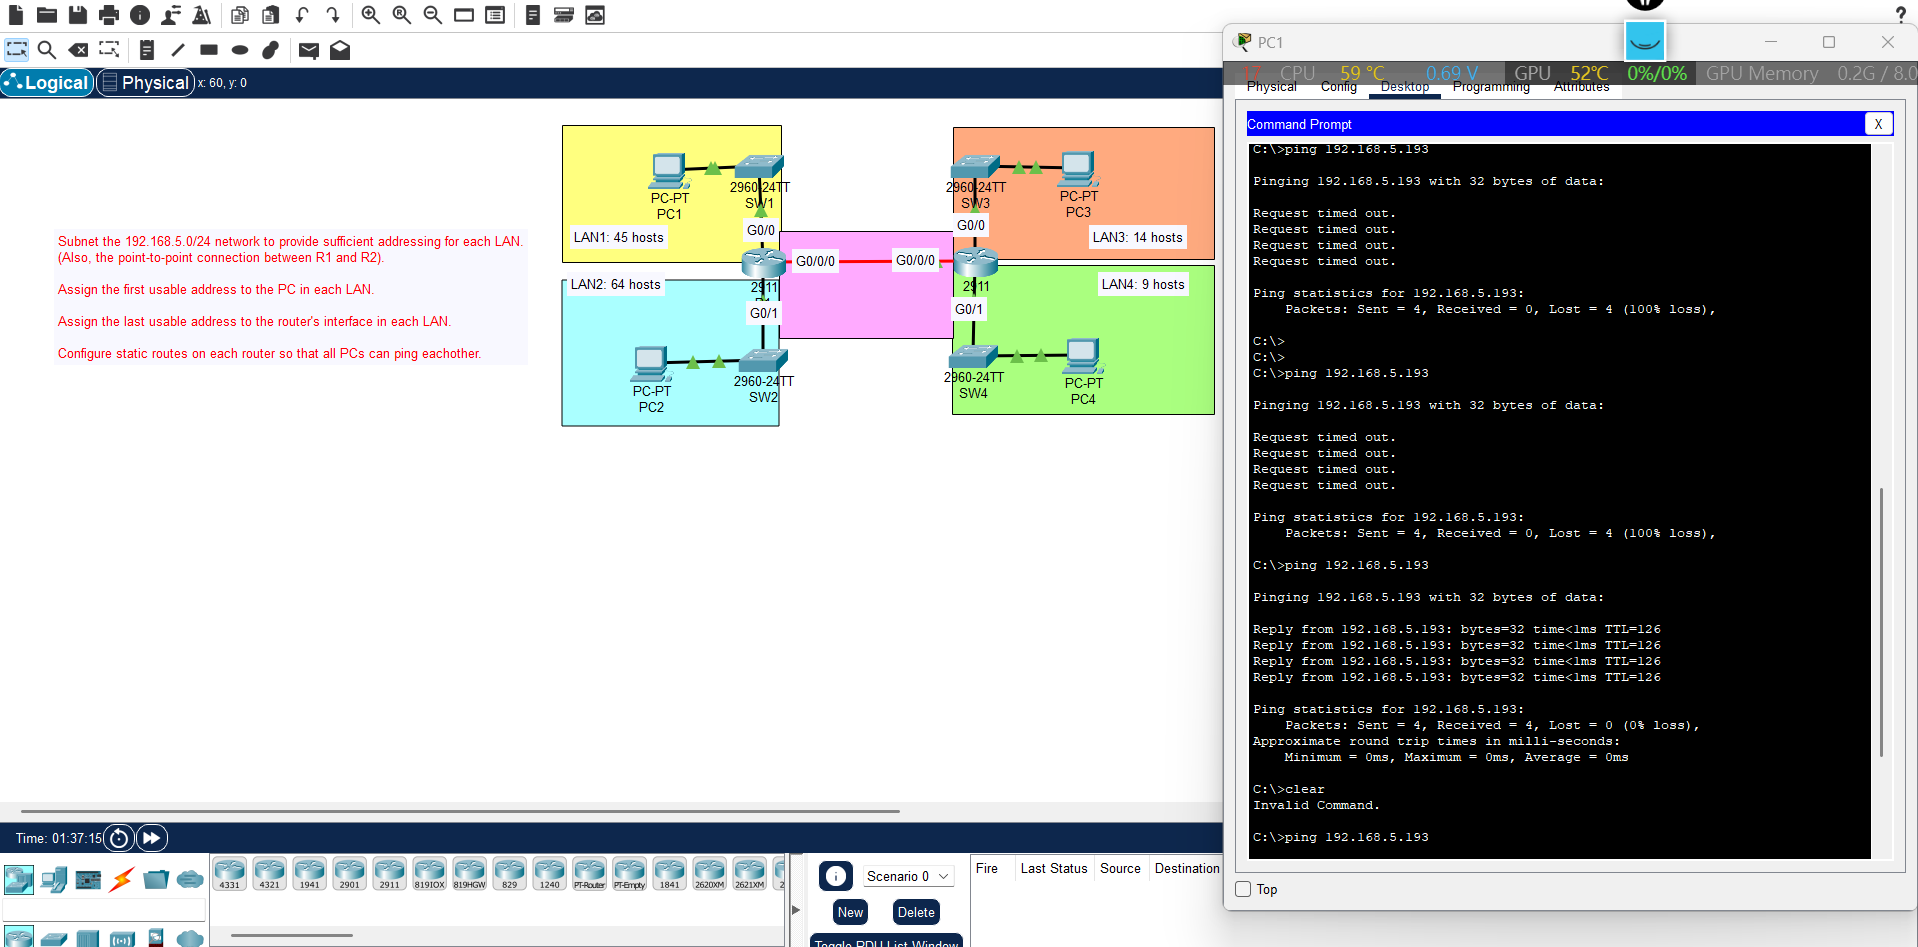 Logical
Physical
x: 60, y: 0
Subnet the 192.168.5.0/24 network to provide sufficient addressing for each LAN.
(Also, the point-to-point connection between R1 and R2).
Assign the first usable address to the PC in each LAN.
Assign the last usable address to the router's interface in each LAN.
Configure static routes on each router so that all PCs can ping eachother.
PC-PT
PC1
2960-24TT
SW1
G0/0
LAN1: 45 hosts
G0/0/0
2911
LAN2: 64 hosts
G0/1
PC-PT
PC2
2960-24TT
SW2
2960-24TT
SW3
PC-PT
PC3
G0/0
LAN3: 14 hosts
G0/0/0
2911
LAN4: 9 hosts
G0/1
2960-24TT
SW4
PC-PT
PC4
Time: 01:37:15
4331
4321
1941
2901
2911
819IOX
819HGW
829
1240
PT-Router
PT-Empty
1841
2620XM
2621XM
Scenario 0
New
Delete
Toggle PDU List Window
Fire
Last Status
Source
Destination
?
PC1
17 CPU 59 °C 0.69 V GPU 52°C 0%/0% GPU Memory 0.2G / 8.0
Physical
Config
Desktop
Programming
Attributes
Command Prompt
X
C:\>ping 192.168.5.193
Pinging 192.168.5.193 with 32 bytes of data:
Request timed out.
Request timed out.
Request timed out.
Request timed out.
Ping statistics for 192.168.5.193:
Packets: Sent = 4, Received = 0, Lost = 4 (100% loss),
C:\>
C:\>
C:\>ping 192.168.5.193
Pinging 192.168.5.193 with 32 bytes of data:
Request timed out.
Request timed out.
Request timed out.
Request timed out.
Ping statistics for 192.168.5.193:
Packets: Sent = 4, Received = 0, Lost = 4 (100% loss),
C:\>ping 192.168.5.193
Pinging 192.168.5.193 with 32 bytes of data:
Reply from 192.168.5.193: bytes=32 time<1ms TTL=126
Reply from 192.168.5.193: bytes=32 time<1ms TTL=126
Reply from 192.168.5.193: bytes=32 time<1ms TTL=126
Reply from 192.168.5.193: bytes=32 time<1ms TTL=126
Ping statistics for 192.168.5.193:
Packets: Sent = 4, Received = 4, Lost = 0 (0% loss),
Approximate round trip times in milli-seconds:
Minimum = 0ms, Maximum = 0ms, Average = 0ms
C:\>clear
Invalid Command.
C:\>ping 192.168.5.193
Top